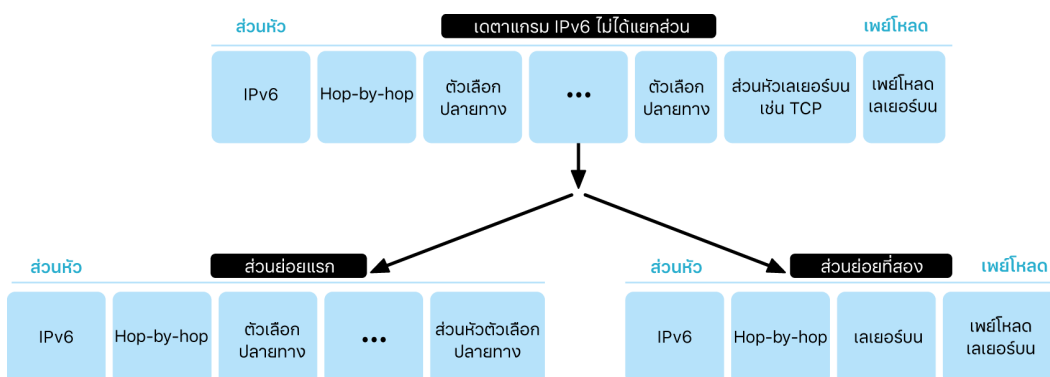 ส่วนหัว
เดตาแกรม IPv6 ไม่ได้แยกส่วน
เพย์โหลด
IPv6
Hop-by-hop
ตัวเลือก
ปลายทาง
•••
ตัวเลือก
ปลายทาง
ส่วนหัวเลเยอร์บน
เช่น TCP
เพย์โหลด
เลเยอร์บน
ส่วนหัว
ส่วนย่อยแรก
IPv6
Hop-by-hop
ตัวเลือก
ปลายทาง
•••
ส่วนหัวตัวเลือก
ปลายทาง
ส่วนหัว
ส่วนย่อยที่สอง
เพย์โหลด
IPv6
Hop-by-hop
เลเยอร์บน
เพย์โหลด
เลเยอร์บน